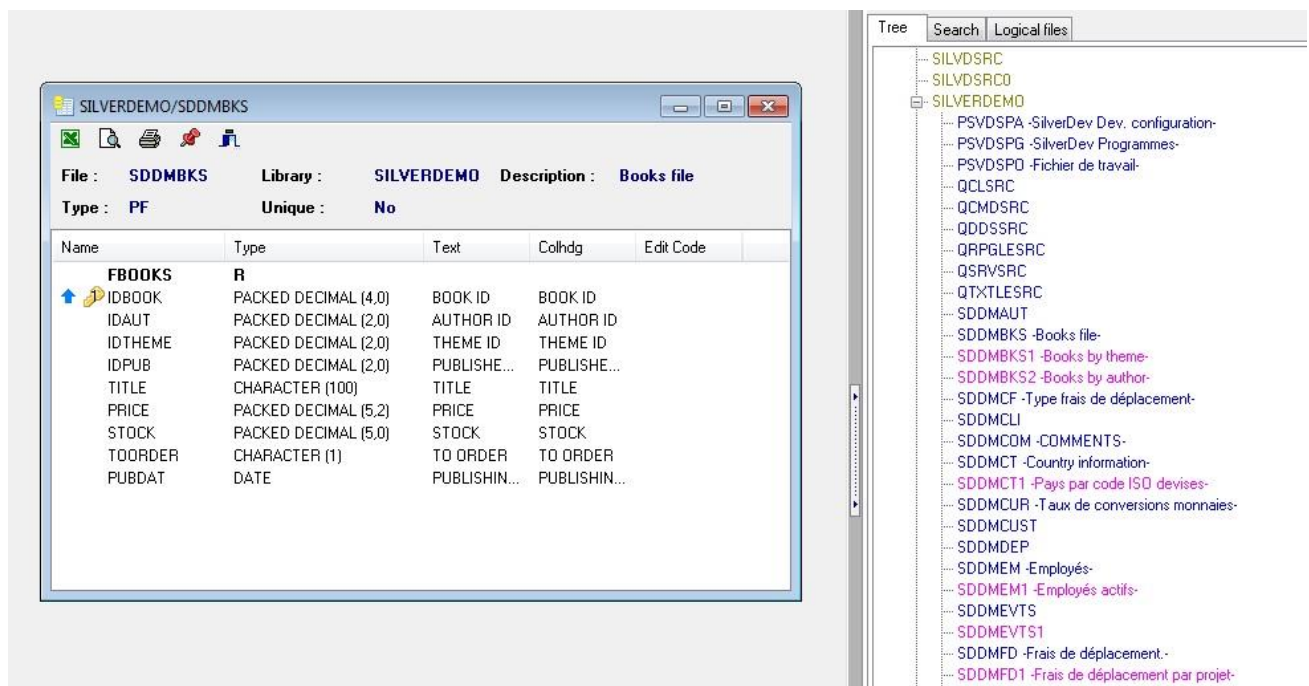 SILVERDEMO/SDDMBKS
File : SDDMBKS Library : SILVERDEMO Description : Books file
Type : PF Unique : No
Name Type Text Colhdg Edit Code
FBOOKS R
1 IDBOOK PACKED DECIMAL (4,0) BOOK ID BOOK ID
IDAUT PACKED DECIMAL (2,0) AUTHOR ID AUTHOR ID
IDTHEME PACKED DECIMAL (2,0) THEME ID THEME ID
IDPUB PACKED DECIMAL (2,0) PUBLISHE... PUBLISHE...
TITLE CHARACTER (100) TITLE TITLE
PRICE PACKED DECIMAL (5,2) PRICE PRICE
STOCK PACKED DECIMAL (5,0) STOCK STOCK
TOORDER CHARACTER (1) TO ORDER TO ORDER
PUBDAT DATE PUBLISHIN... PUBLISHIN...
Tree Search Logical files
SILVDSRC
SILVDSRC0
SILVERDEMO
PSVDSPA -SilverDev Dev. configuration-
PSVDSPG -SilverDev Programmes-
PSVDSPO -Fichier de travail-
QCLSRC
QCMDSRC
QDDSSRC
QRPGLESRC
QSRVSRC
QTXTLESRC
SDDMAUT
SDDMBKS -Books file-
SDDMBKS1 -Books by theme-
SDDMBKS2 -Books by author-
SDDMCF -Type frais de déplacement-
SDDMCLI
SDDMCOM -COMMENTS-
SDDMCT -Country information-
SDDMCT1 -Pays par code ISO devises-
SDDMCUR -Taux de conversions monnaies-
SDDMCUST
SDDMDEP
SDDMEM -Employés-
SDDMEM1 -Employés actifs-
SDDMEVTS
SDDMEVTS1
SDDMFD -Frais de déplacement.-
SDDMFD1 -Frais de déplacement par projet-